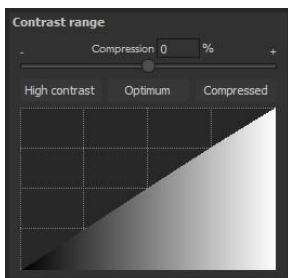 Contrast range
- Compression 0 % +
High contrast Optimum Compressed